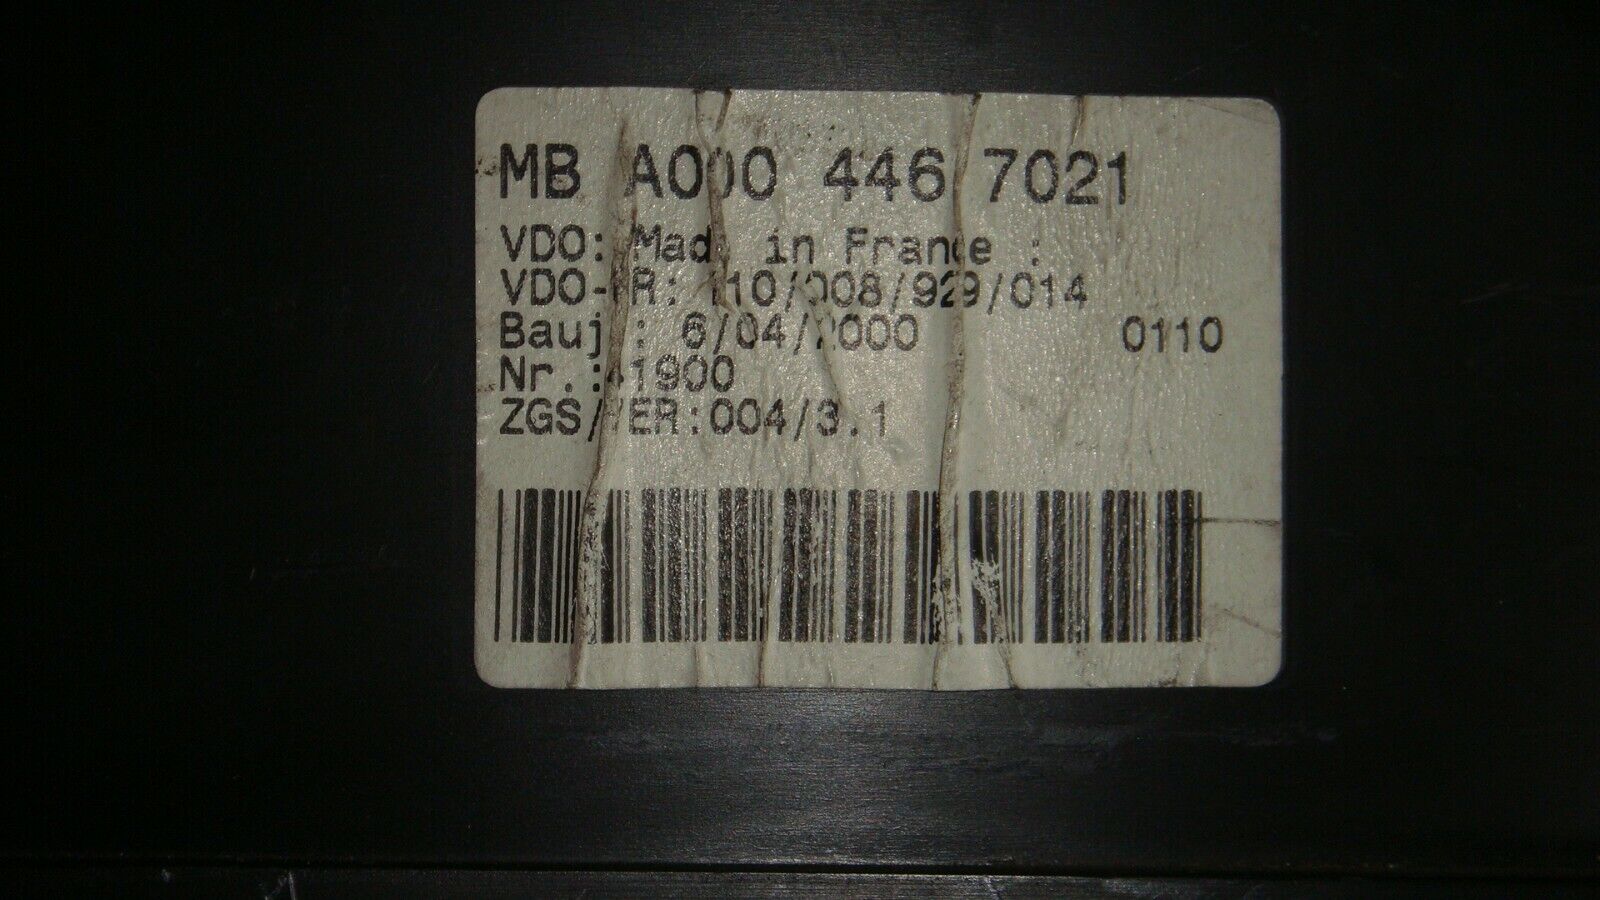 MB A000 446 7021
VDO: Made in France :
VDO-NR: 110/008/929/014
Bauj.: 6/04/2000 0110
Nr.:41900
ZGS/VER:004/3.1